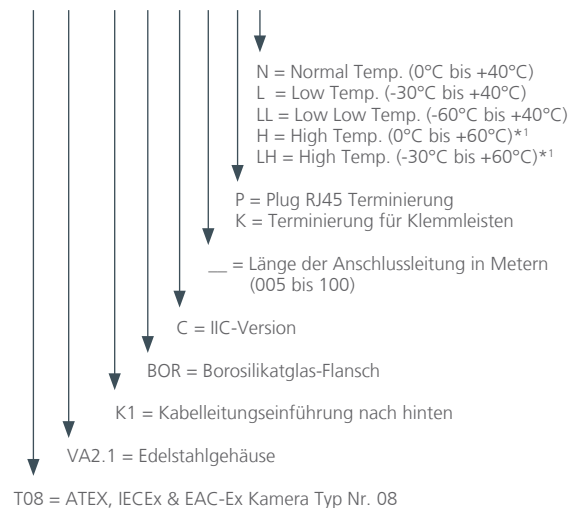 N = Normal Temp. (0°C bis +40°C)
L = Low Temp. (-30°C bis +40°C)
LL = Low Low Temp. (-60°C bis +40°C)
H = High Temp. (0°C bis +60°C)*¹
LH = High Temp. (-30°C bis +60°C)*¹
P = Plug RJ45 Terminierung
K = Terminierung für Klemmleisten
__ = Länge der Anschlussleitung in Metern
(005 bis 100)
C = IIC-Version
BOR = Borosilikatglas-Flansch
K1 = Kabelleitungseinführung nach hinten
VA2.1 = Edelstahlgehäuse
T08 = ATEX, IECEx & EAC-Ex Kamera Typ Nr. 08